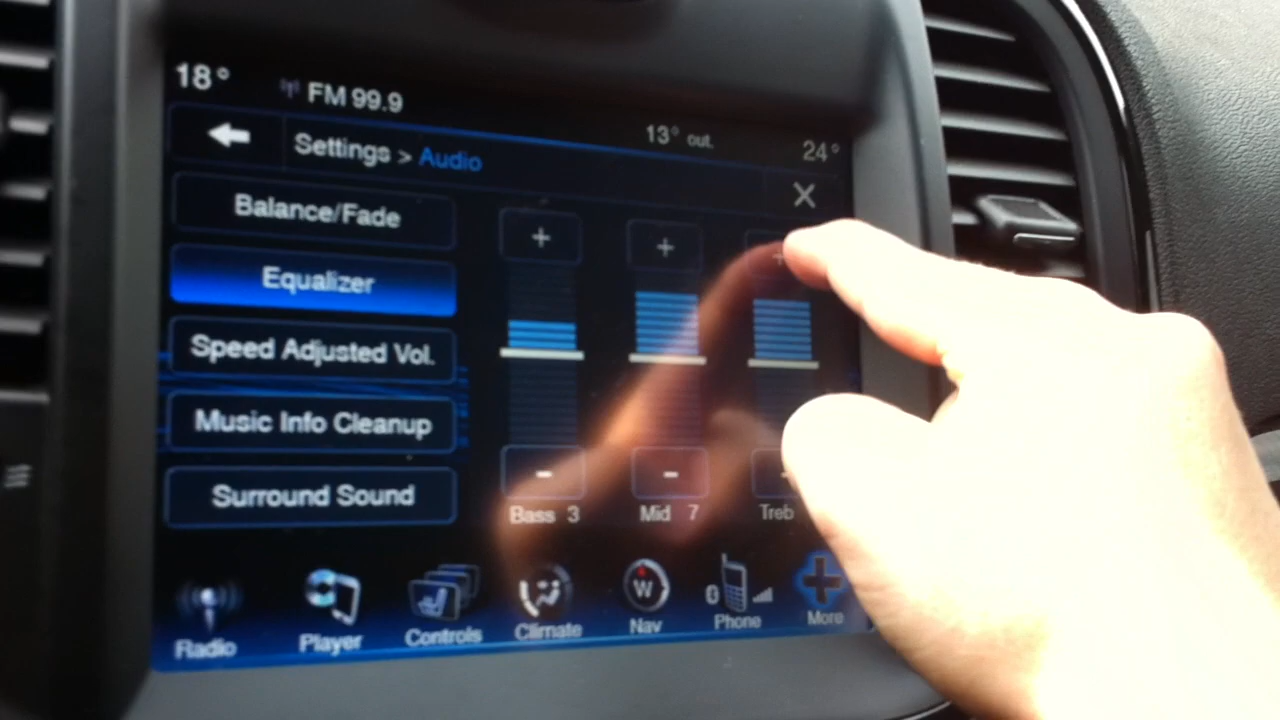 18°
FM 99.9
13° out.
24°
Settings > Audio
X
Balance/Fade
Equalizer
Speed Adjusted Vol.
Music Info Cleanup
Surround Sound
+ + +
- - -
Bass 3 Mid 7 Treb
Radio Player Controls Climate Nav Phone More
W